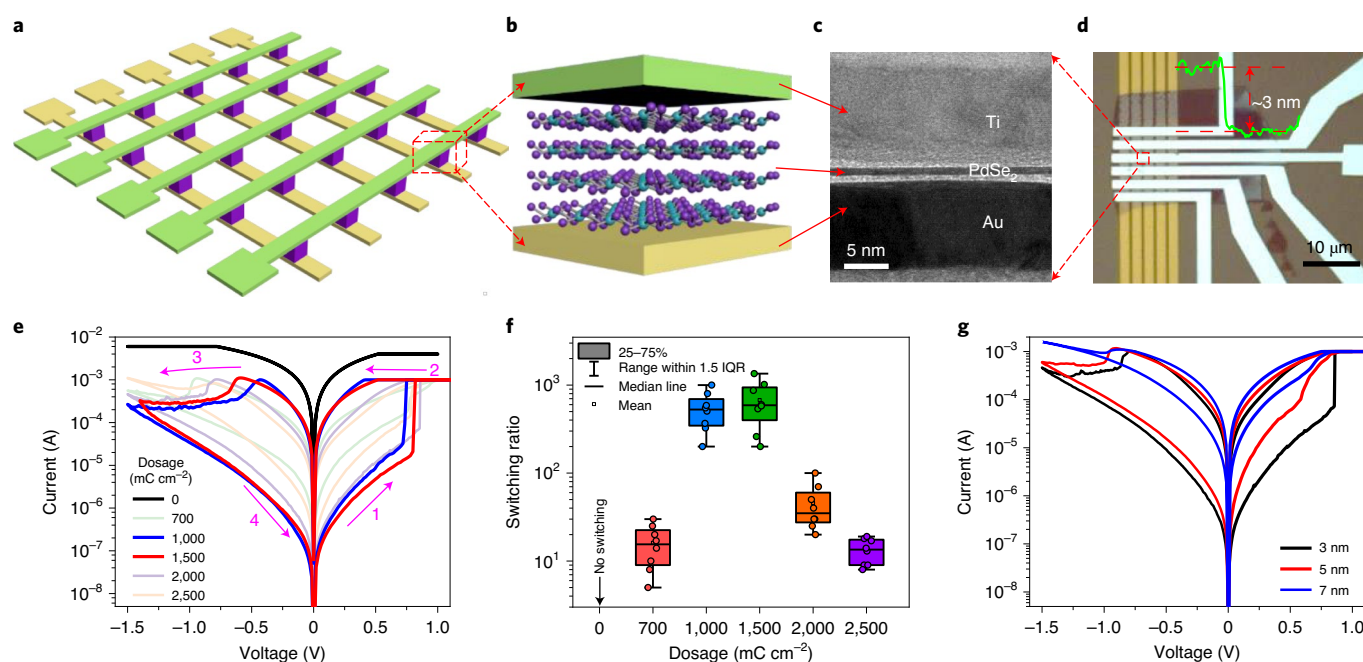 a
b
c
d
Ti
PdSe₂
Au
5 nm
~3 nm
10 μm
e
10⁻²
10⁻³
10⁻⁴
10⁻⁵
10⁻⁶
10⁻⁷
10⁻⁸
Current (A)
3
2
4
1
Dosage
(mC cm⁻²)
0
700
1,000
1,500
2,000
2,500
−1.5 −1.0 −0.5 0 0.5 1.0
Voltage (V)
f
25–75%
Range within 1.5 IQR
Median line
Mean
10³
10²
10¹
Switching ratio
No switching
0 700 1,000 1,500 2,000 2,500
Dosage (mC cm⁻²)
g
10⁻³
10⁻⁴
10⁻⁵
10⁻⁶
10⁻⁷
10⁻⁸
Current (A)
3 nm
5 nm
7 nm
−1.5 −1.0 −0.5 0 0.5 1.0
Voltage (V)